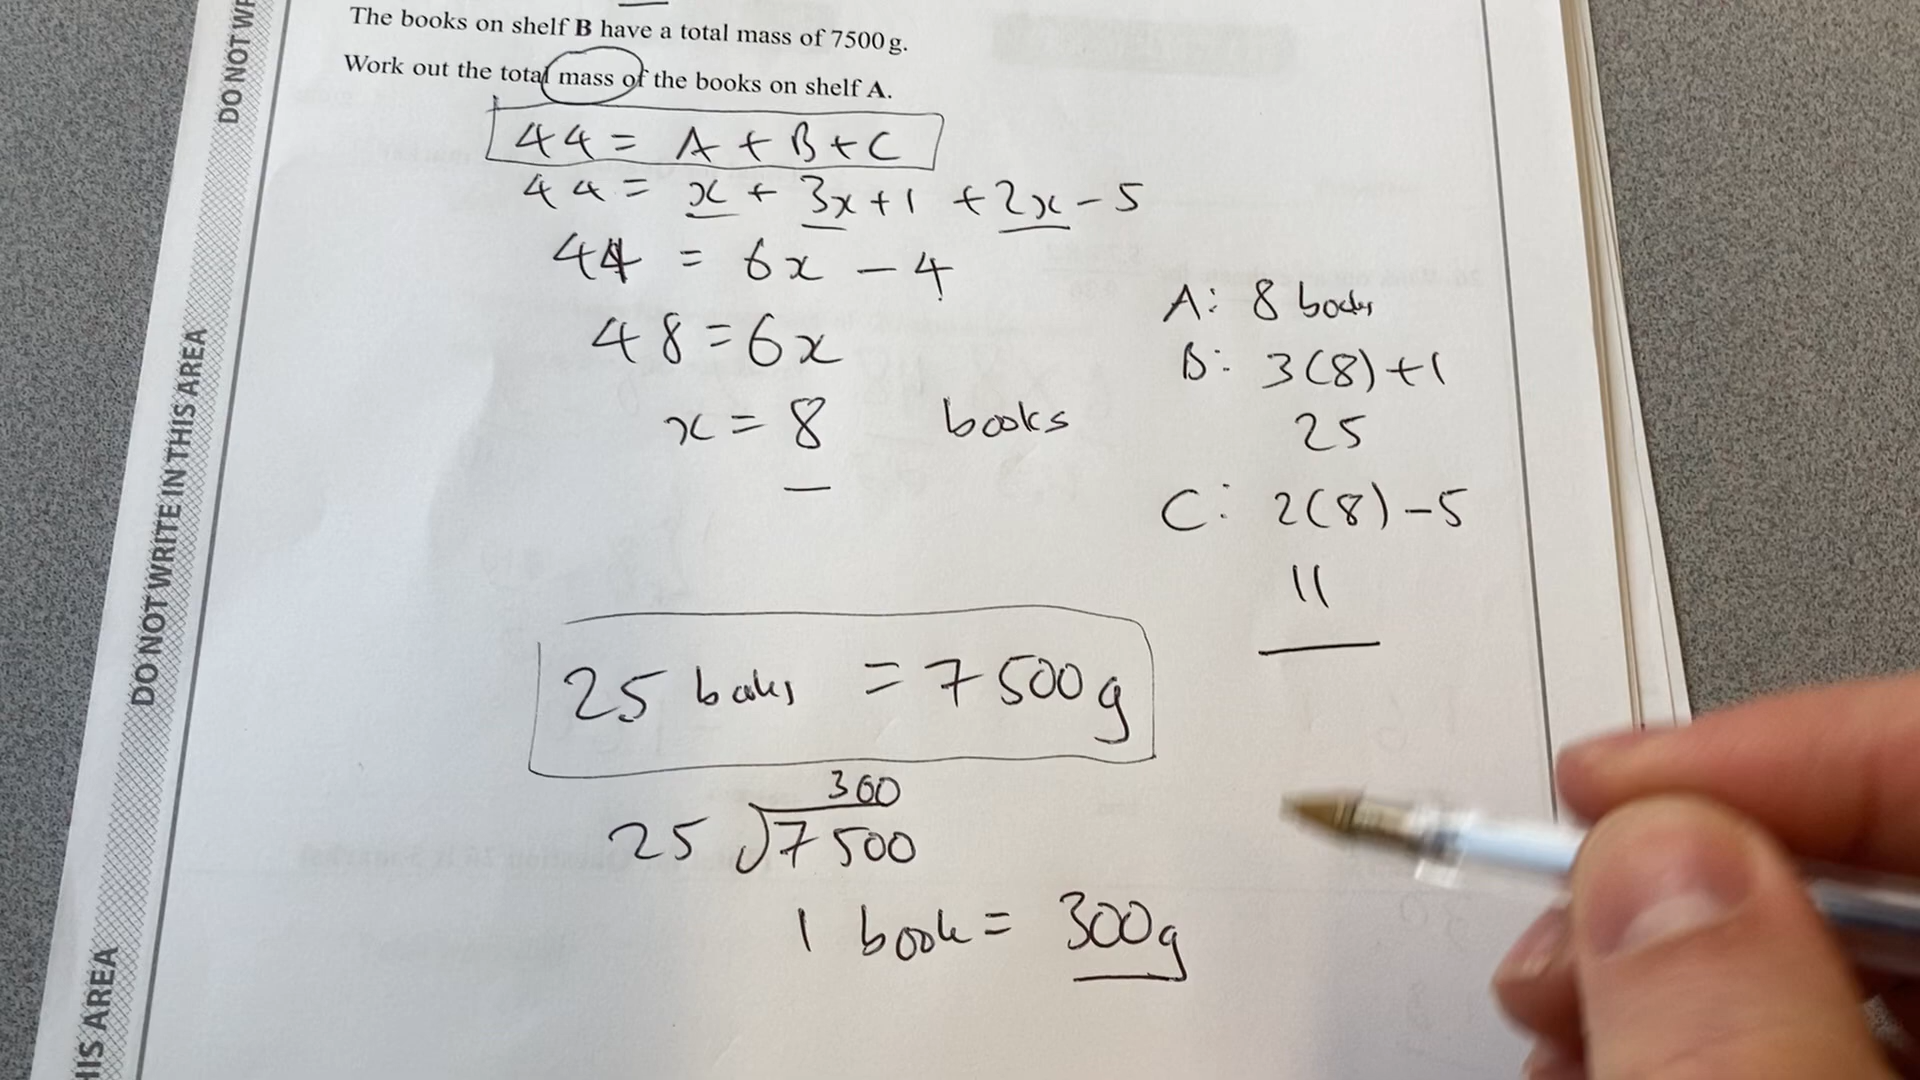 The books on shelf B have a total mass of 7500 g.
Work out the total mass of the books on shelf A.
44 = A + B + C
44 = x + 3x + 1 + 2x - 5
44 = 6x - 4
48 = 6x
x = 8 books
A: 8 books
B: 3(8)+1
25
C: 2(8)-5
11
25 books = 7500g
300
25 7500
1 book = 300g
DO NOT WR
DO NOT WRITE IN THIS AREA
HIS AREA